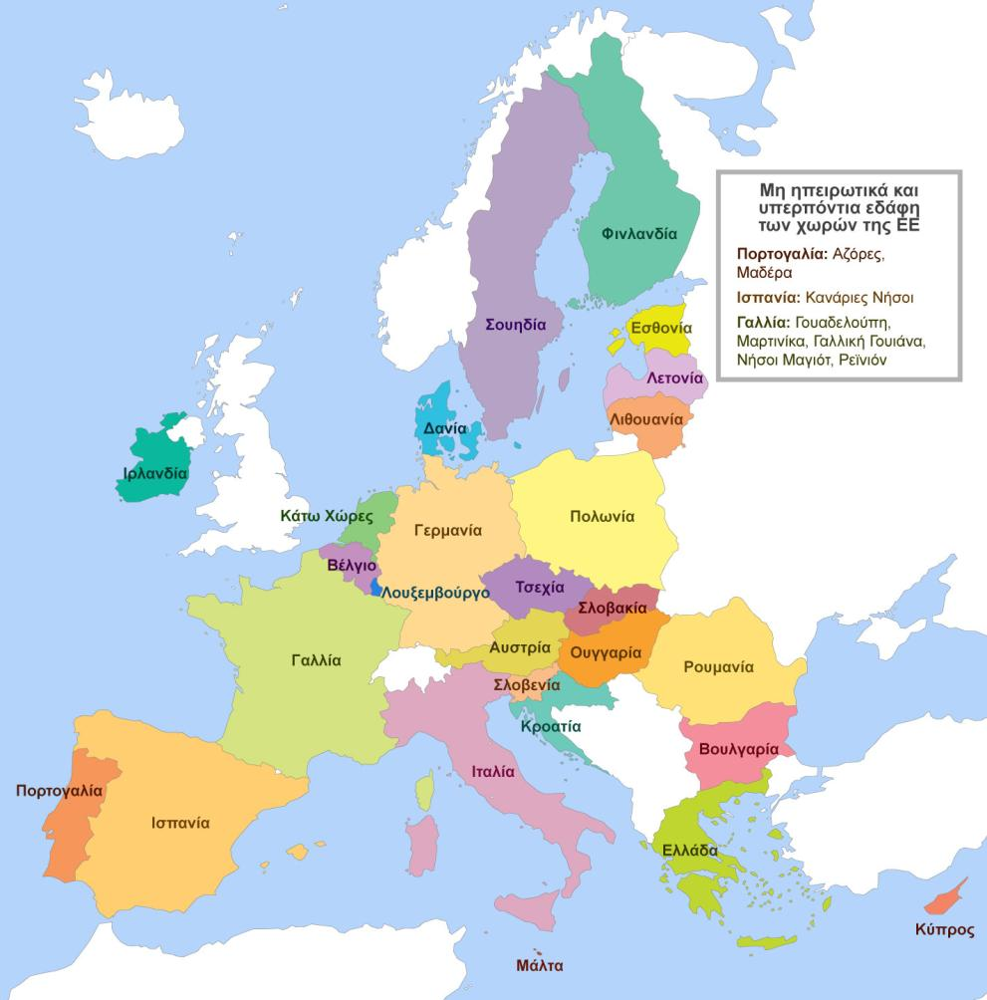 Μη ηπειρωτικά και
υπερπόντια εδάφη
των χωρών της ΕΕ
Πορτογαλία: Αζόρες,
Μαδέρα
Ισπανία: Κανάριες Νήσοι
Γαλλία: Γουαδελούπη,
Μαρτινίκα, Γαλλική Γουιάνα,
Νήσοι Μαγιότ, Ρεϊνιόν
Φινλανδία
Σουηδία
Εσθονία
Λετονία
Λιθουανία
Δανία
Ιρλανδία
Κάτω Χώρες
Γερμανία
Πολωνία
Βέλγιο
Λουξεμβούργο
Τσεχία
Σλοβακία
Αυστρία
Ουγγαρία
Γαλλία
Ρουμανία
Σλοβενία
Κροατία
Βουλγαρία
Ιταλία
Πορτογαλία
Ισπανία
Ελλάδα
Κύπρος
Μάλτα